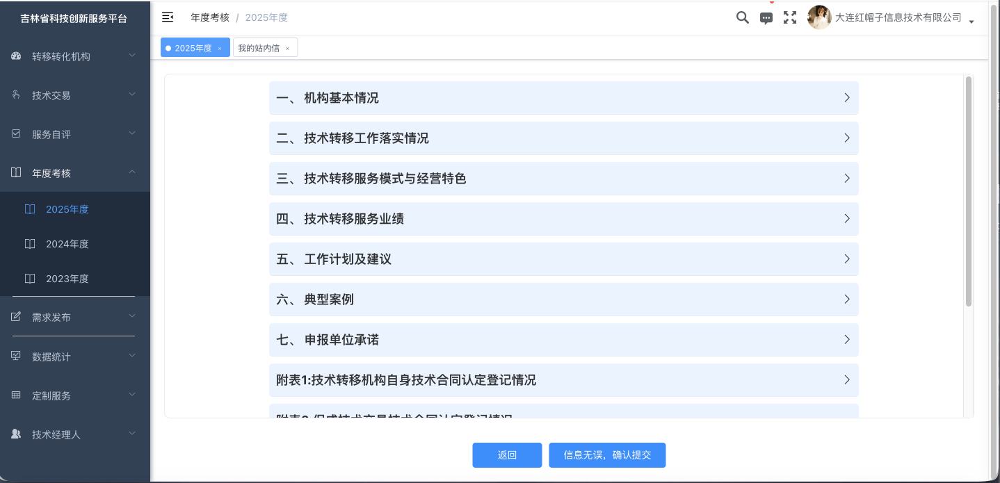 吉林省科技创新服务平台
转移转化机构
技术交易
服务自评
年度考核
2025年度
2024年度
2023年度
需求发布
数据统计
定制服务
技术经理人
年度考核 / 2025年度
大连红帽子信息技术有限公司
2025年度 ×
我的站内信 ×
一、 机构基本情况
二、 技术转移工作落实情况
三、 技术转移服务模式与经营特色
四、 技术转移服务业绩
五、 工作计划及建议
六、 典型案例
七、 申报单位承诺
附表1:技术转移机构自身技术合同认定登记情况
返回
信息无误，确认提交